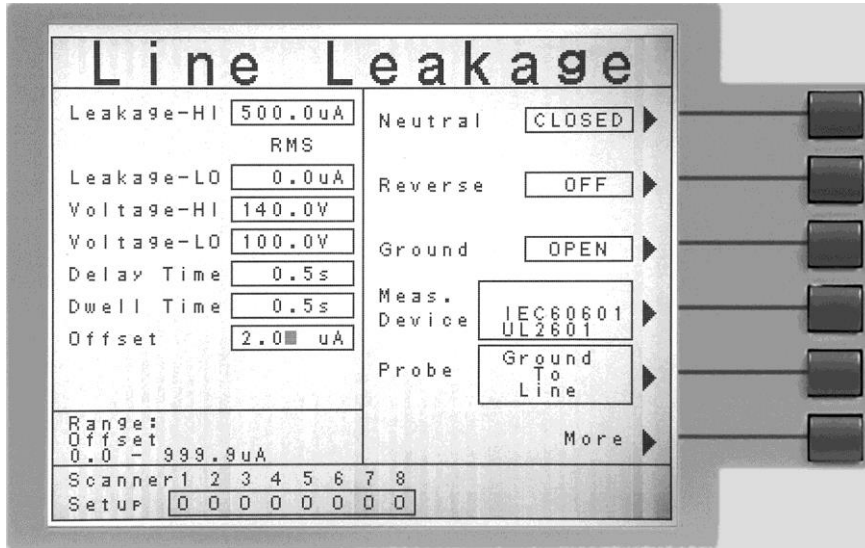 Line Leakage
Leakage-HI 500.0uA
RMS
Leakage-LO 0.0uA
Voltage-HI 140.0V
Voltage-LO 100.0V
Delay Time 0.5s
Dwell Time 0.5s
Offset 2.0 uA
Range:
Offset
0.0 - 999.9uA
Neutral CLOSED
Reverse OFF
Ground OPEN
Meas.
Device IEC60601
UL2601
Probe Ground
To
Line
More
Scanner 1 2 3 4 5 6 7 8
Setup 0 0 0 0 0 0 0 0